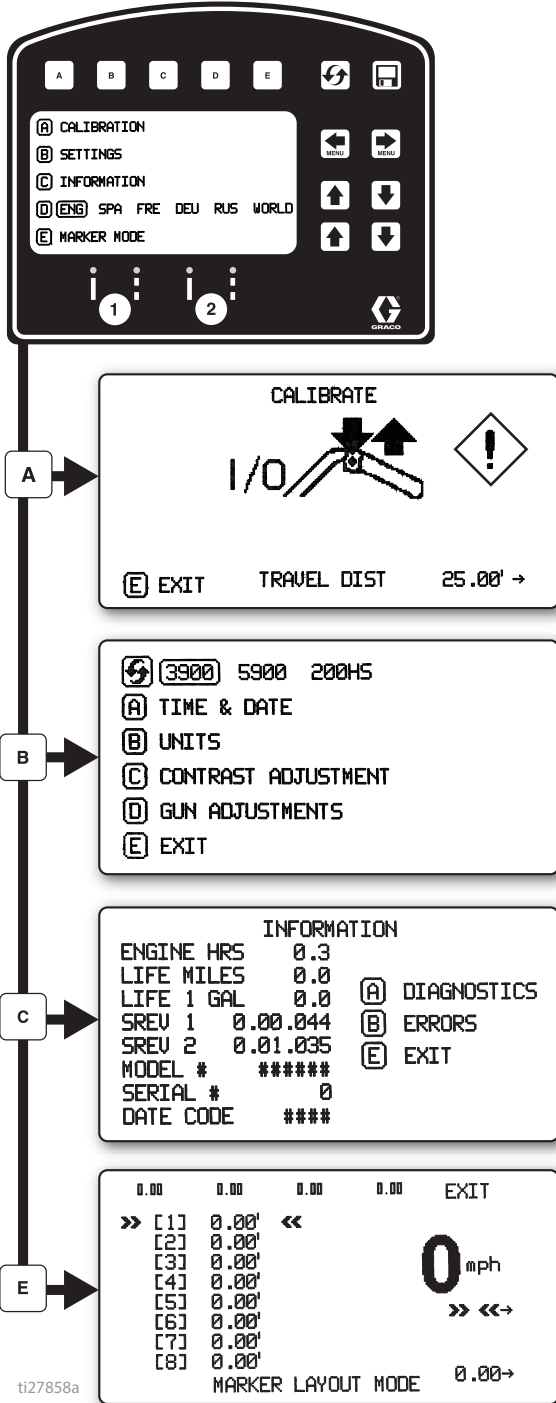 A B C D E
A CALIBRATION
MENU MENU
B SETTINGS
C INFORMATION
D ENG SPA FRE DEU RUS WORLD
E MARKER MODE
1 2
GRACO
CALIBRATE
A
I/O !
E EXIT TRAVEL DIST 25.00' →
3900 5900 200HS
A TIME & DATE
B UNITS
B
C CONTRAST ADJUSTMENT
D GUN ADJUSTMENTS
E EXIT
INFORMATION
ENGINE HRS 0.3
LIFE MILES 0.0
LIFE 1 GAL 0.0 A DIAGNOSTICS
C
SREV 1 0.00.044 B ERRORS
SREV 2 0.01.035 E EXIT
MODEL # ######
SERIAL # 0
DATE CODE ####
0.00 0.00 0.00 0.00 EXIT
>> [1] 0.00' <<
[2] 0.00'
[3] 0.00'
0 mph
[4] 0.00'
E
[5] 0.00' >> <<→
[6] 0.00'
[7] 0.00'
[8] 0.00'
MARKER LAYOUT MODE 0.00→
ti27858a